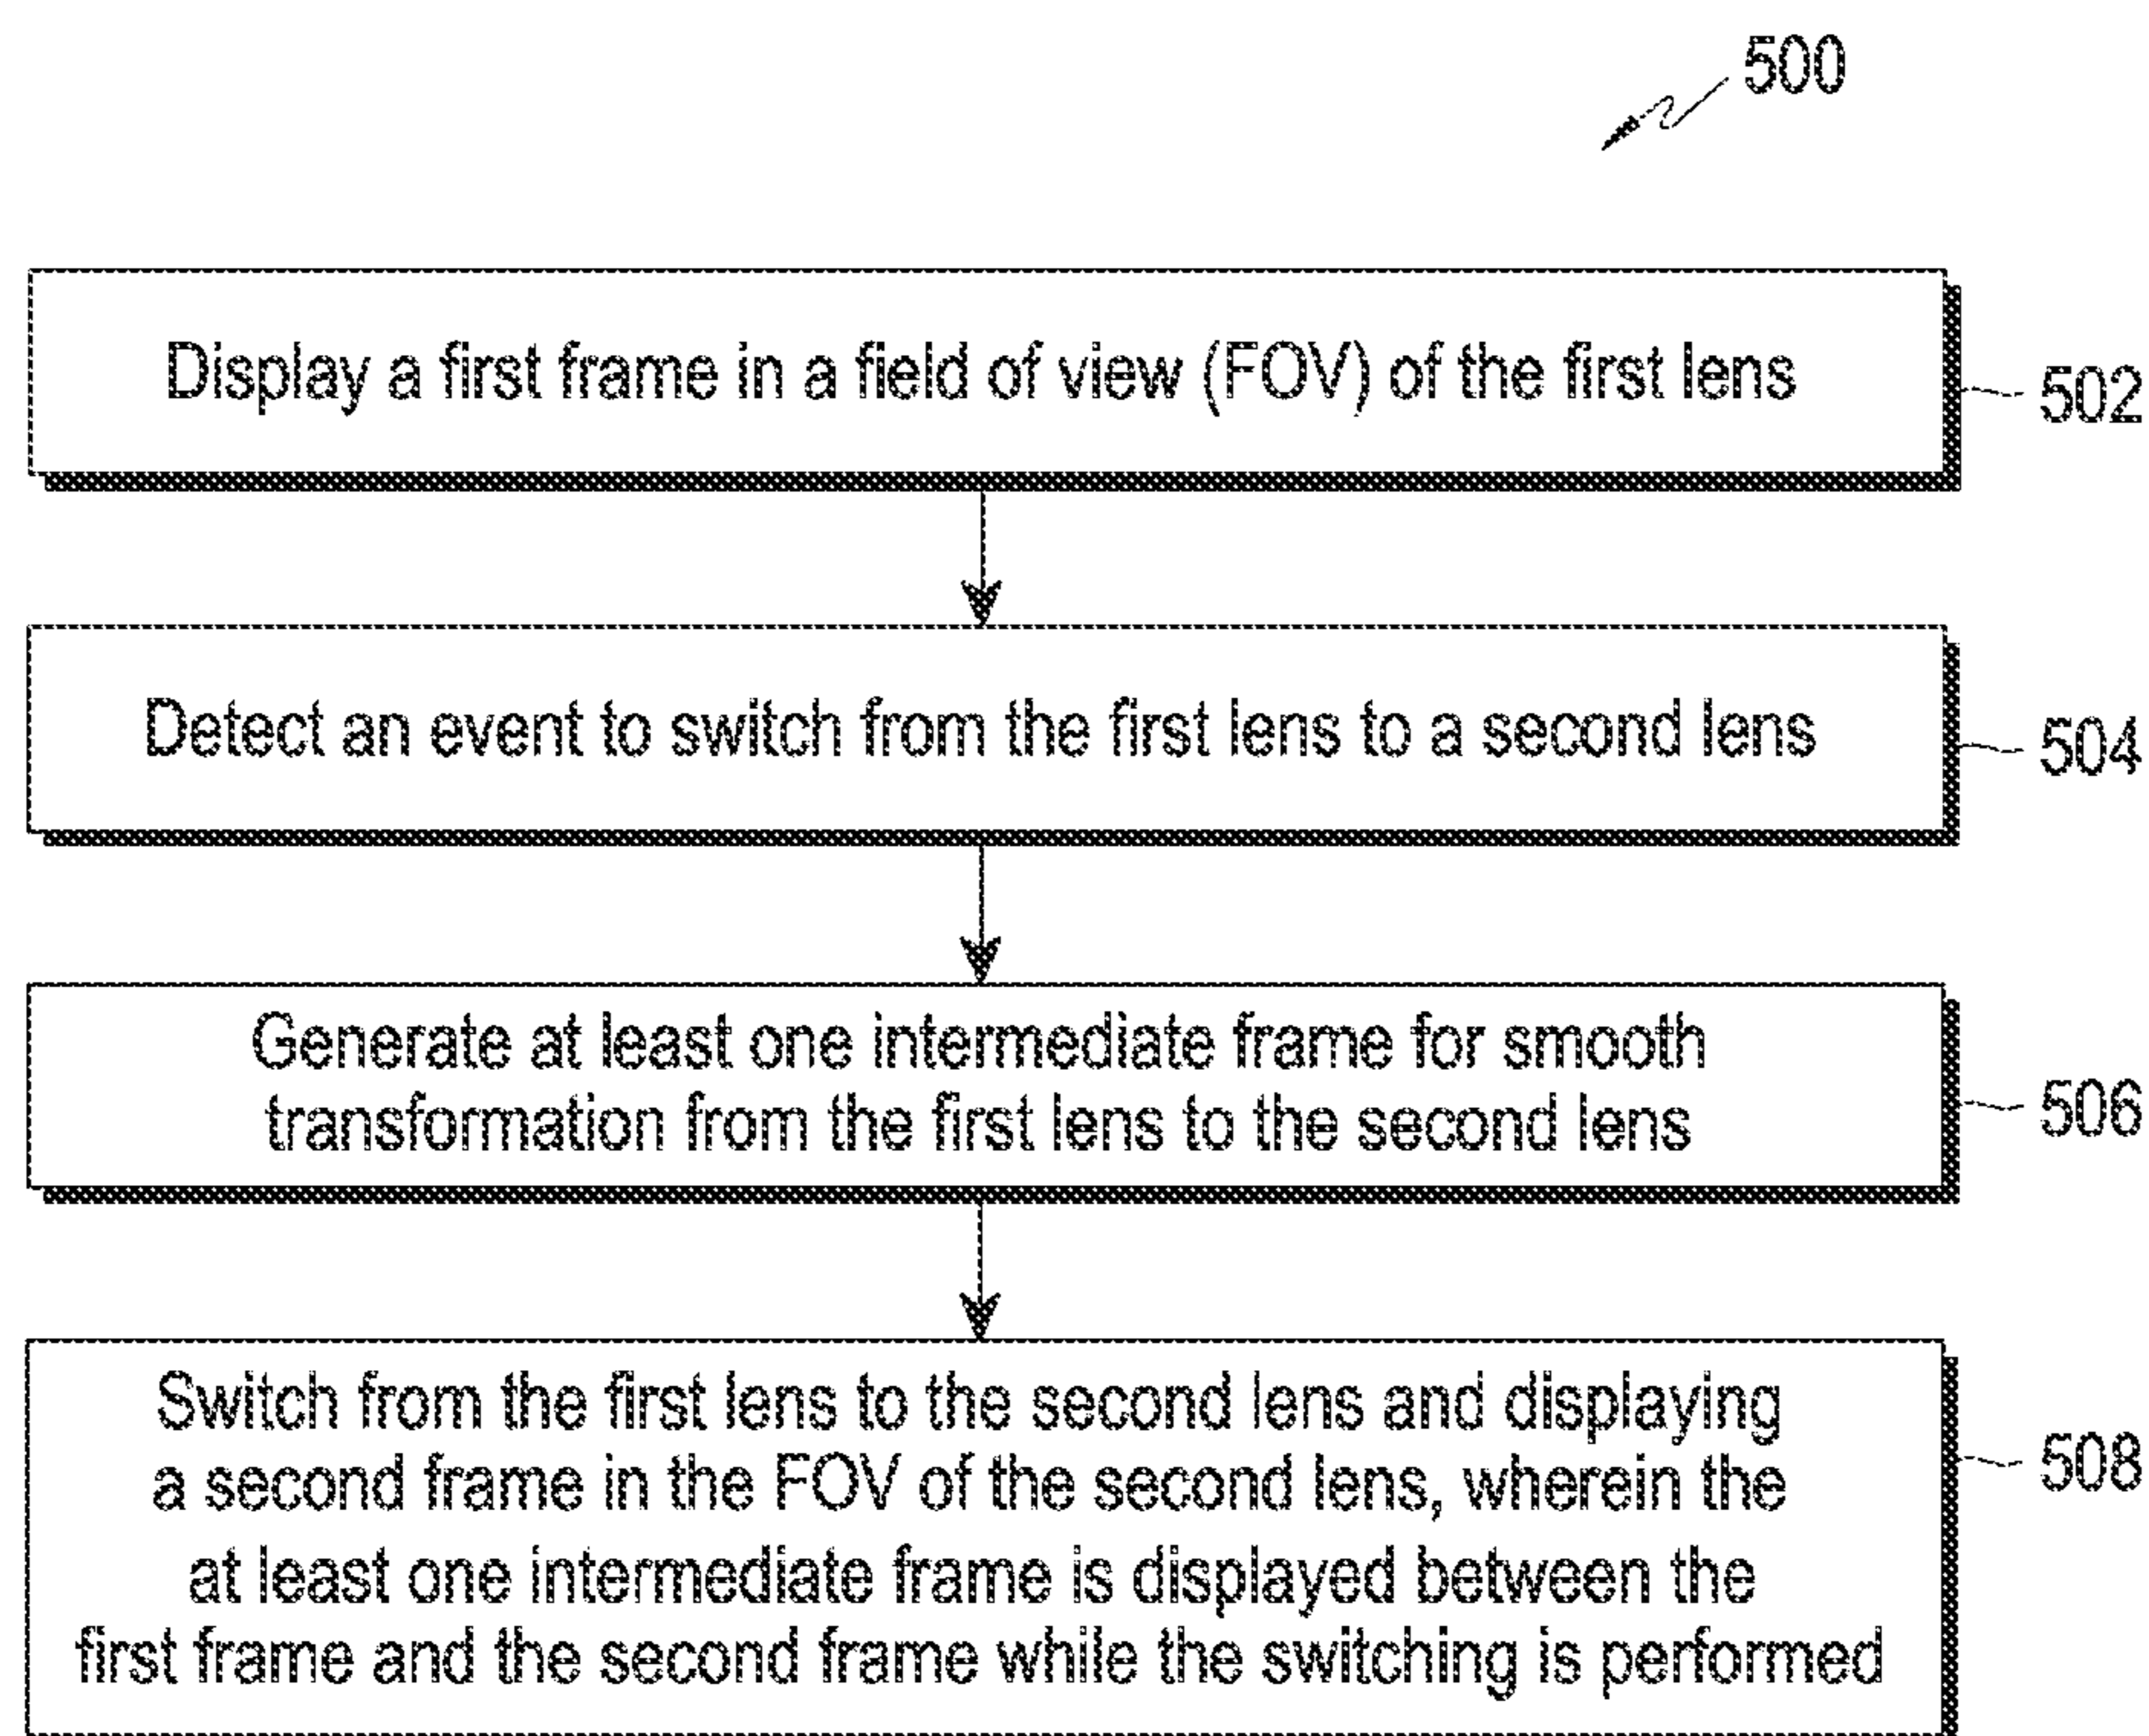 500
Display a first frame in a field of view (FOV) of the first lens
502
Detect an event to switch from the first lens to a second lens
504
Generate at least one intermediate frame for smooth
transformation from the first lens to the second lens
506
Switch from the first lens to the second lens and displaying
a second frame in the FOV of the second lens, wherein the
at least one intermediate frame is displayed between the
first frame and the second frame while the switching is performed
508